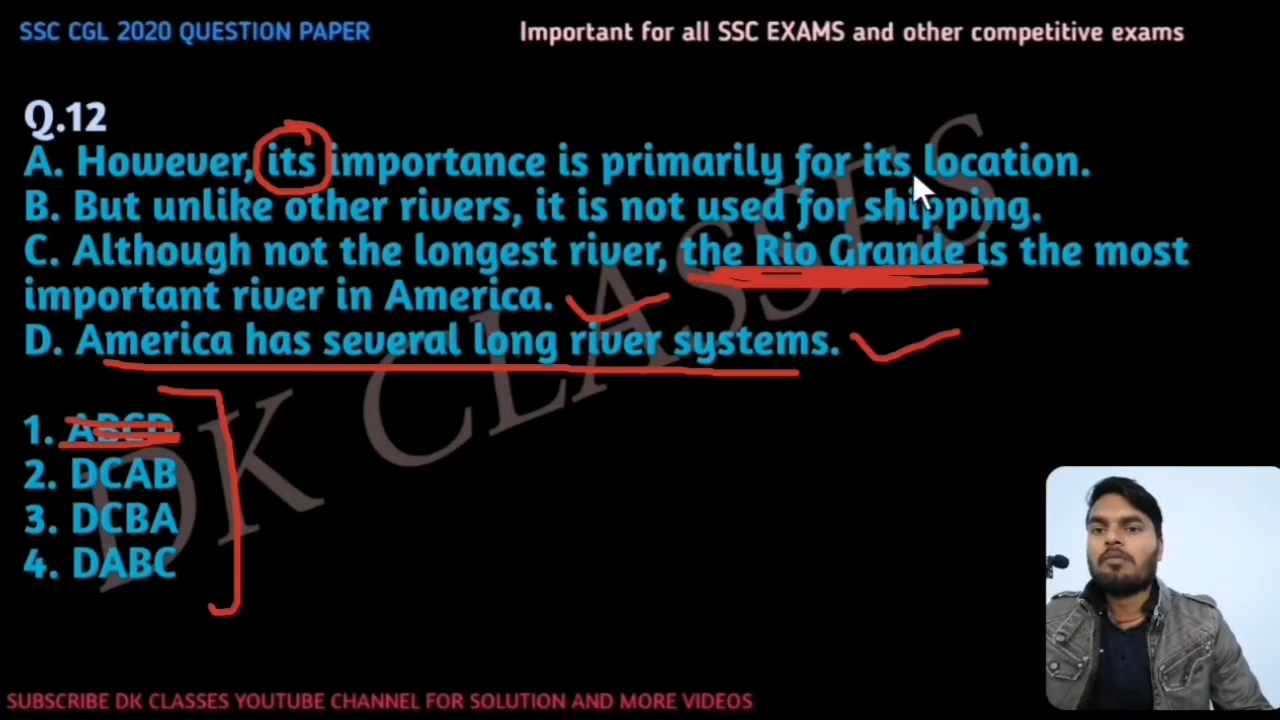 SSC CGL 2020 QUESTION PAPER
Important for all SSC EXAMS and other competitive exams
Q.12
A. However, its importance is primarily for its location.
B. But unlike other rivers, it is not used for shipping.
C. Although not the longest river, the Rio Grande is the most
important river in America.
D. America has several long river systems.
1. ABCD
2. DCAB
3. DCBA
4. DABC
DK CLASSES
SUBSCRIBE DK CLASSES YOUTUBE CHANNEL FOR SOLUTION AND MORE VIDEOS